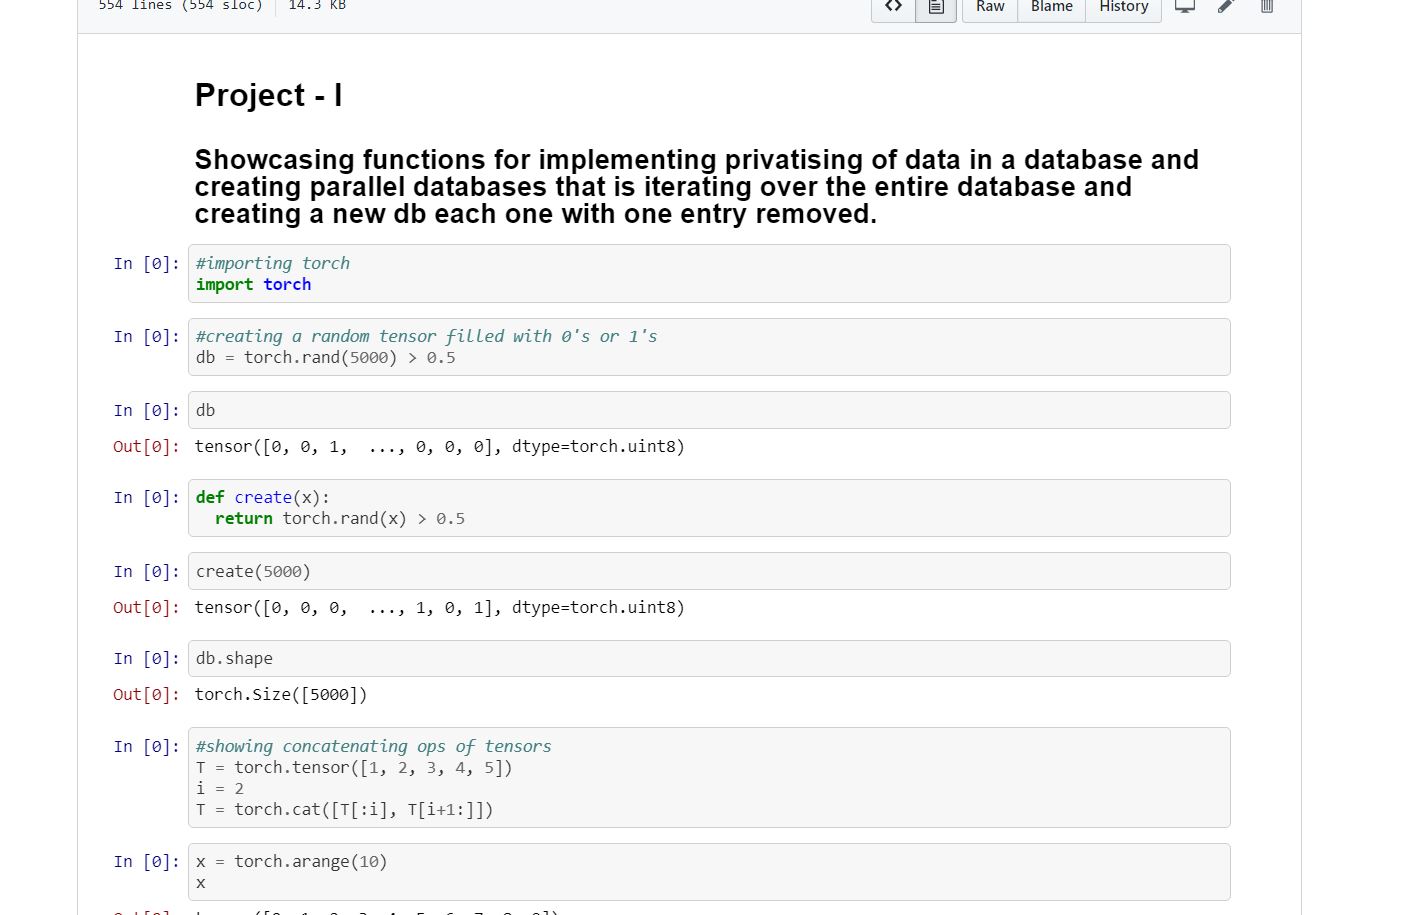 554 lines (554 sloc) 14.3 KB <> Raw Blame History
Project - I
Showcasing functions for implementing privatising of data in a database and
creating parallel databases that is iterating over the entire database and
creating a new db each one with one entry removed.
In [0]: #importing torch
import torch
In [0]: #creating a random tensor filled with 0's or 1's
db = torch.rand(5000) > 0.5
In [0]: db
Out[0]: tensor([0, 0, 1,  ..., 0, 0, 0], dtype=torch.uint8)
In [0]: def create(x):
  return torch.rand(x) > 0.5
In [0]: create(5000)
Out[0]: tensor([0, 0, 0,  ..., 1, 0, 1], dtype=torch.uint8)
In [0]: db.shape
Out[0]: torch.Size([5000])
In [0]: #showing concatenating ops of tensors
T = torch.tensor([1, 2, 3, 4, 5])
i = 2
T = torch.cat([T[:i], T[i+1:]])
In [0]: x = torch.arange(10)
x